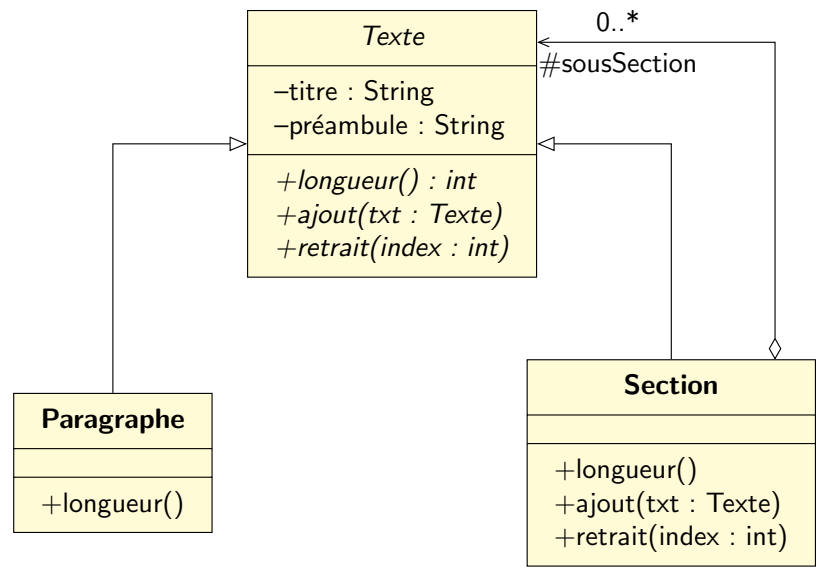 Texte
0..*
#sousSection
–titre : String
–préambule : String
+longueur() : int
+ajout(txt : Texte)
+retrait(index : int)
Paragraphe
+longueur()
Section
+longueur()
+ajout(txt : Texte)
+retrait(index : int)